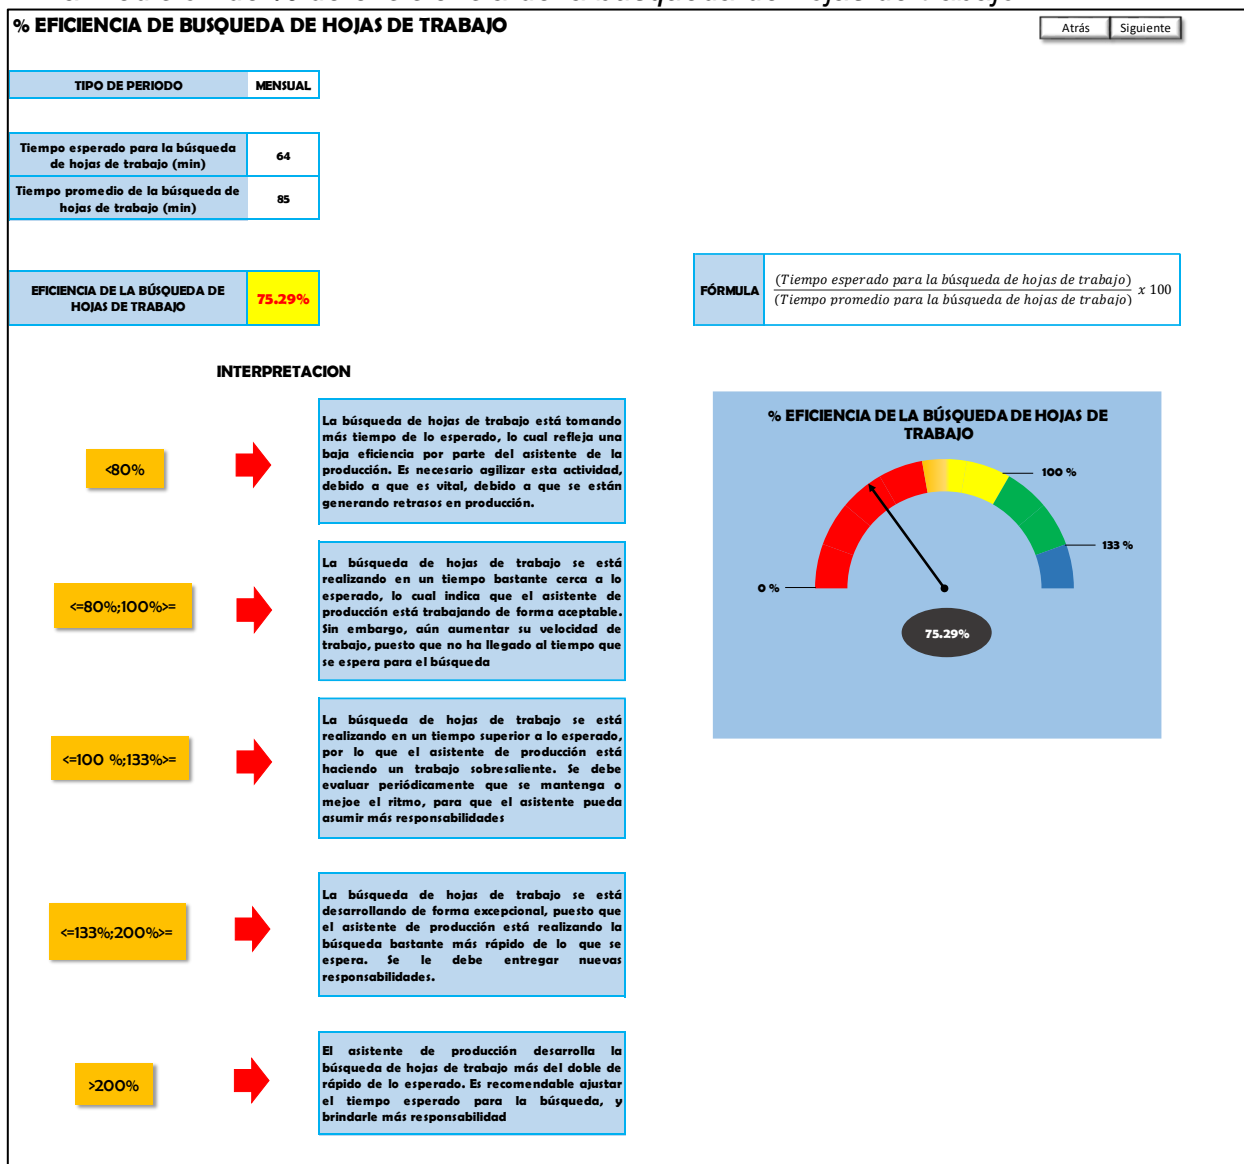 % EFICIENCIA DE BUSQUEDA DE HOJAS DE TRABAJO
Atrás
Siguiente
TIPO DE PERIODO
MENSUAL
Tiempo esperado para la búsqueda
de hojas de trabajo (min)
64
Tiempo promedio de la búsqueda de
hojas de trabajo (min)
85
EFICIENCIA DE LA BÚSQUEDA DE
HOJAS DE TRABAJO
75.29%
FÓRMULA
(Tiempo esperado para la búsqueda de hojas de trabajo)
(Tiempo promedio para la búsqueda de hojas de trabajo)
x 100
INTERPRETACION
<80%
La búsqueda de hojas de trabajo está tomando
más tiempo de lo esperado, lo cual refleja una
baja eficiencia por parte del asistente de la
producción. Es necesario agilizar esta actividad,
debido a que es vital, debido a que se están
generando retrasos en producción.
<=80%;100%>=
La búsqueda de hojas de trabajo se está
realizando en un tiempo bastante cerca a lo
esperado, lo cual indica que el asistente de
producción está trabajando de forma aceptable.
Sin embargo, aún aumentar su velocidad de
trabajo, puesto que no ha llegado al tiempo que
se espera para el búsqueda
<=100 %;133%>=
La búsqueda de hojas de trabajo se está
realizando en un tiempo superior a lo esperado,
por lo que el asistente de producción está
haciendo un trabajo sobresaliente. Se debe
evaluar periódicamente que se mantenga o
mejoe el ritmo, para que el asistente pueda
asumir más responsabilidades
<=133%;200%>=
La búsqueda de hojas de trabajo se está
desarrollando de forma excepcional, puesto que
el asistente de producción está realizando la
búsqueda bastante más rápido de lo que se
espera. Se le debe entregar nuevas
responsabilidades.
>200%
El asistente de producción desarrolla la
búsqueda de hojas de trabajo más del doble de
rápido de lo esperado. Es recomendable ajustar
el tiempo esperado para la búsqueda, y
brindarle más responsabilidad
% EFICIENCIA DE LA BÚSQUEDA DE HOJAS DE
TRABAJO
100 %
133 %
0 %
75.29%